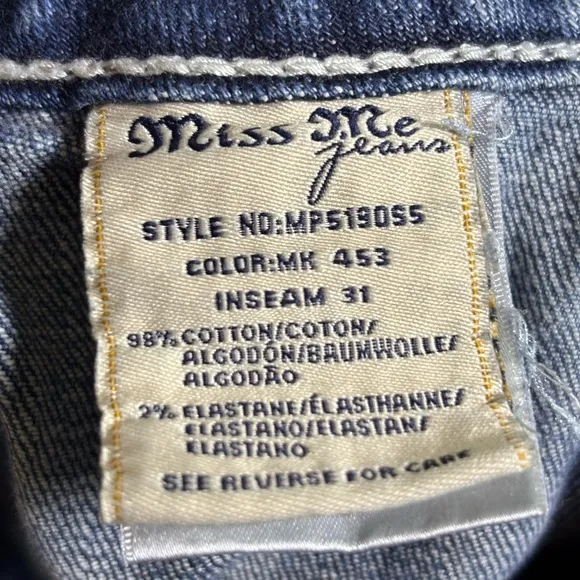 Miss Me
jeans
STYLE NO:MP5190S5
COLOR:MK 453
INSEAM 31
98% COTTON/COTON/
ALGODÓN/BAUMWOLLE/
ALGODÃO
2% ELASTANE/ÉLASTHANNE/
ELASTANO/ELASTAN/
ELASTANO
SEE REVERSE FOR CARE